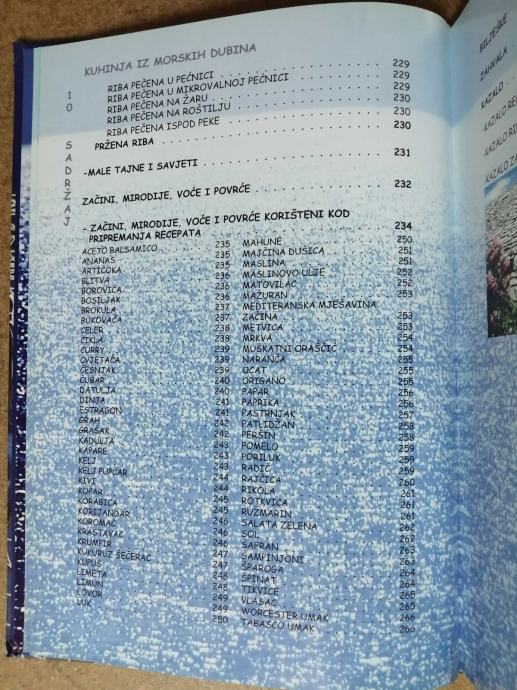 KUHINJA IZ MORSKIH DUBINA
10 SADRŽAJ
RIBA PEČENA U PEĆNICI 229
RIBA PEČENA U MIKROVALNOJ PEĆNICI 229
RIBA PEČENA NA ŽARU 229
RIBA PEČENA NA ROŠTILJU 230
RIBA PEČENA ISPOD PEKE 230
PRŽENA RIBA 230
-MALE TAJNE I SAVJETI 231
ZAČINI, MIRODIJE, VOĆE I POVRĆE 232
- ZAČINI, MIRODIJE, VOĆE I POVRĆE KORIŠTENI KOD
PRIPREMANJA RECEPATA 234
ACETO BALSAMICO 235
ANANAS 235
ARTIČOKA 235
BLITVA 236
BOROVICA 236
BOSILJAK 236
BROKULA 237
BUKOVAČA 237
CELER 238
CIKLA 238
CURRY 239
CVJETAČA 239
ČEŠNJAK 239
ČUBAR 240
DATULJA 240
DINJA 241
ESTRAGON 241
GRAH 242
GRAŠAK 242
KADULJA 243
KAPARE 243
KELJ 243
KELJ PUPČAR 244
KIVI 244
KOPAR 245
KORABICA 245
KORIJANDAR 246
KOROMAČ 246
KRASTAVAC 246
KRUMPIR 247
KUKURUZ ŠEĆERAC 247
KUPUS 248
LIMETA 248
LIMUN 249
LOVOR 249
LUK 250
MAHUNE 250
MAJČINA DUŠICA 251
MASLINA 251
MASLINOVO ULJE 252
MATOVILAC 252
MAŽURAN 253
MEDITERANSKA MJEŠAVINA
ZAČINA 253
METVICA 253
MRKVA 254
MUŠKATNI ORAŠČIĆ 254
NARANČA 255
OCAT 255
ORIGANO 255
PAPAR 256
PAPRIKA 256
PASTRNJAK 257
PATLIDŽAN 258
PERŠIN 258
POMELO 259
PORILUK 259
RADIČ 259
RAJČICA 260
RIKOLA 261
ROTKVICA 261
RUŽMARIN 261
SALATA ZELENA 262
SOL 262
ŠAFRAN 263
ŠAMPINJONI 263
ŠPAROGA 264
ŠPINAT 264
TIKVICE 265
VLASAC 265
WORCESTER UMAK 266
TABASCO UMAK 266
BILJEŠKE
ZAHVALA
KAZALO
-KAZALO RE
-KAZALO RI
-KAZALO ZA